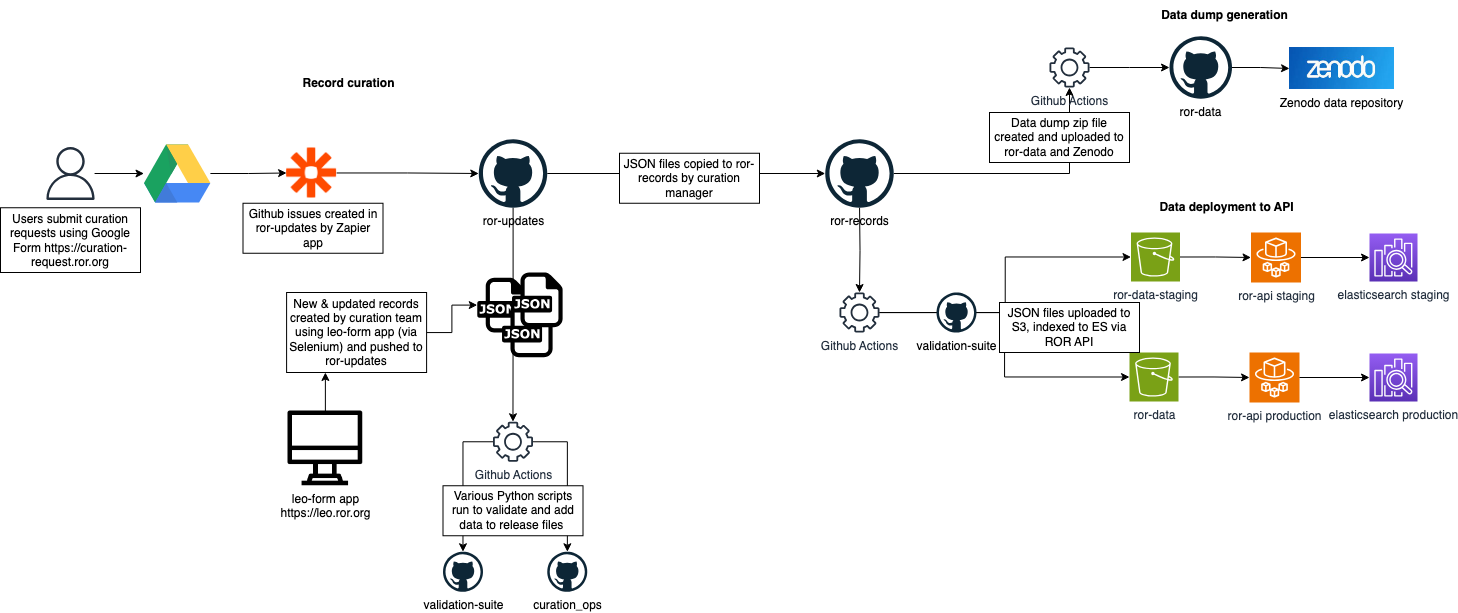 Data dump generation
Record curation
zenodo
Github Actions
ror-data
Zenodo data repository
Data dump zip file
created and uploaded to
ror-data and Zenodo
JSON files copied to ror-
records by curation
manager
Users submit curation
requests using Google
Form https://curation-
request.ror.org
Github issues created in
ror-updates by Zapier
app
ror-updates
ror-records
Data deployment to API
ror-data-staging
ror-api staging
elasticsearch staging
New & updated records
created by curation team
using leo-form app (via
Selenium) and pushed to
ror-updates
JSON
JSON
JSON
Github Actions
validation-suite
JSON files uploaded to
S3, indexed to ES via
ROR API
ror-data
ror-api production
elasticsearch production
leo-form app
https://leo.ror.org
Github Actions
Various Python scripts
run to validate and add
data to release files
validation-suite
curation_ops